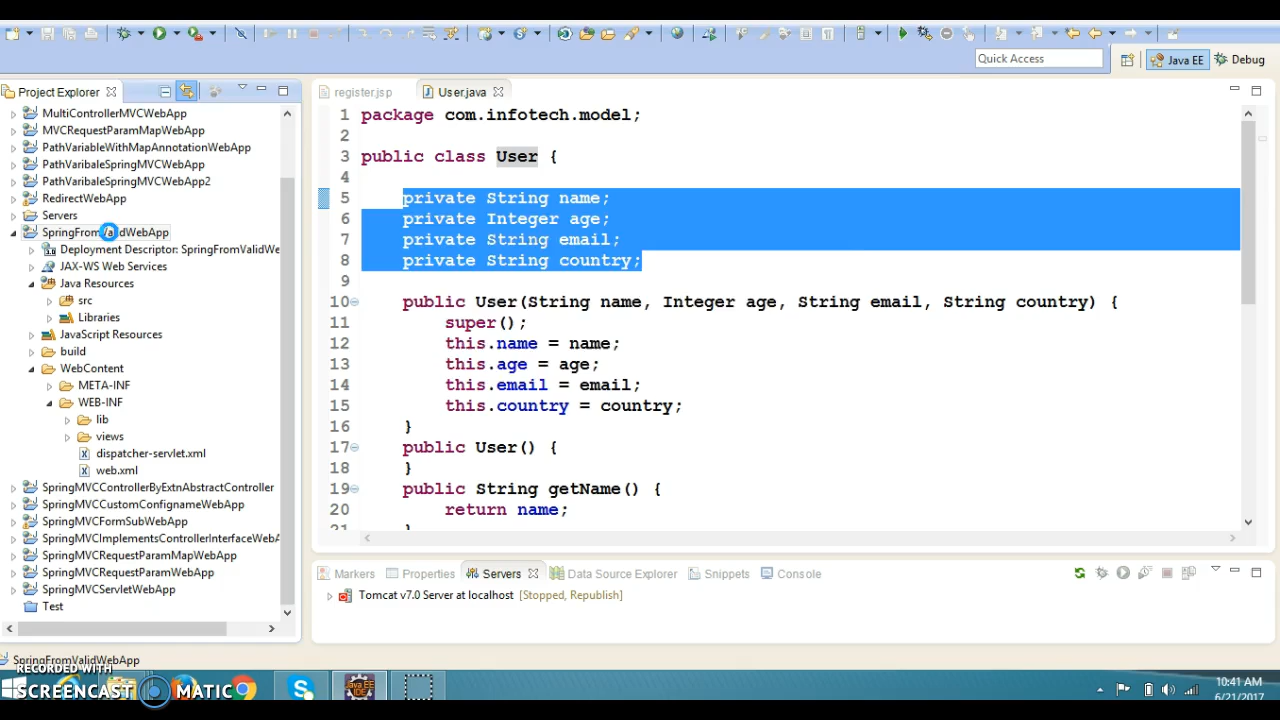 Quick Access
Java EE
Debug
Project Explorer
MultiControllerMVCWebApp
MVCRequestParamMapWebApp
PathVariableWithMapAnnotationWebApp
PathVaribaleSpringMVCWebApp
PathVaribaleSpringMVCWebApp2
RedirectWebApp
Servers
SpringFromValidWebApp
Deployment Descriptor: SpringFromValidWe
JAX-WS Web Services
Java Resources
src
Libraries
JavaScript Resources
build
WebContent
META-INF
WEB-INF
lib
views
dispatcher-servlet.xml
web.xml
SpringMVCControllerByExtnAbstractController
SpringMVCCustomConfignameWebApp
SpringMVCFormSubWebApp
SpringMVCImplementsControllerInterfaceWebA
SpringMVCRequestParamMapWebApp
SpringMVCRequestParamWebApp
SpringMVCServletWebApp
Test
register.jsp
User.java
1 package com.infotech.model;
2
3 public class User {
4
5 private String name;
6 private Integer age;
7 private String email;
8 private String country;
9
10 public User(String name, Integer age, String email, String country) {
11 super();
12 this.name = name;
13 this.age = age;
14 this.email = email;
15 this.country = country;
16 }
17 public User() {
18 }
19 public String getName() {
20 return name;
21 }
Markers Properties Servers Data Source Explorer Snippets Console
Tomcat v7.0 Server at localhost [Stopped, Republish]
SpringFromValidWebApp
RECORDED WITH
SCREENCAST MATIC
Java EE
IDE
10:41 AM
6/21/2017